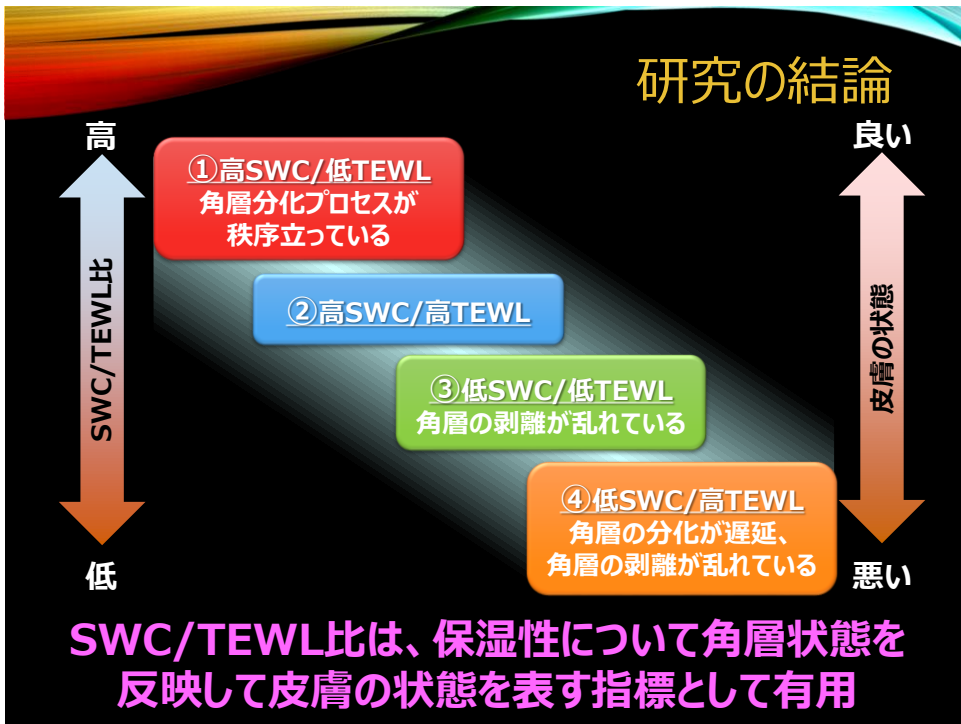 研究の結論
高
良い
①高SWC/低TEWL
角層分化プロセスが
秩序立っている
②高SWC/高TEWL
SWC/TEWL比
皮膚の状態
③低SWC/低TEWL
角層の剥離が乱れている
④低SWC/高TEWL
角層の分化が遅延、
角層の剥離が乱れている
低
悪い
SWC/TEWL比は、保湿性について角層状態を
反映して皮膚の状態を表す指標として有用